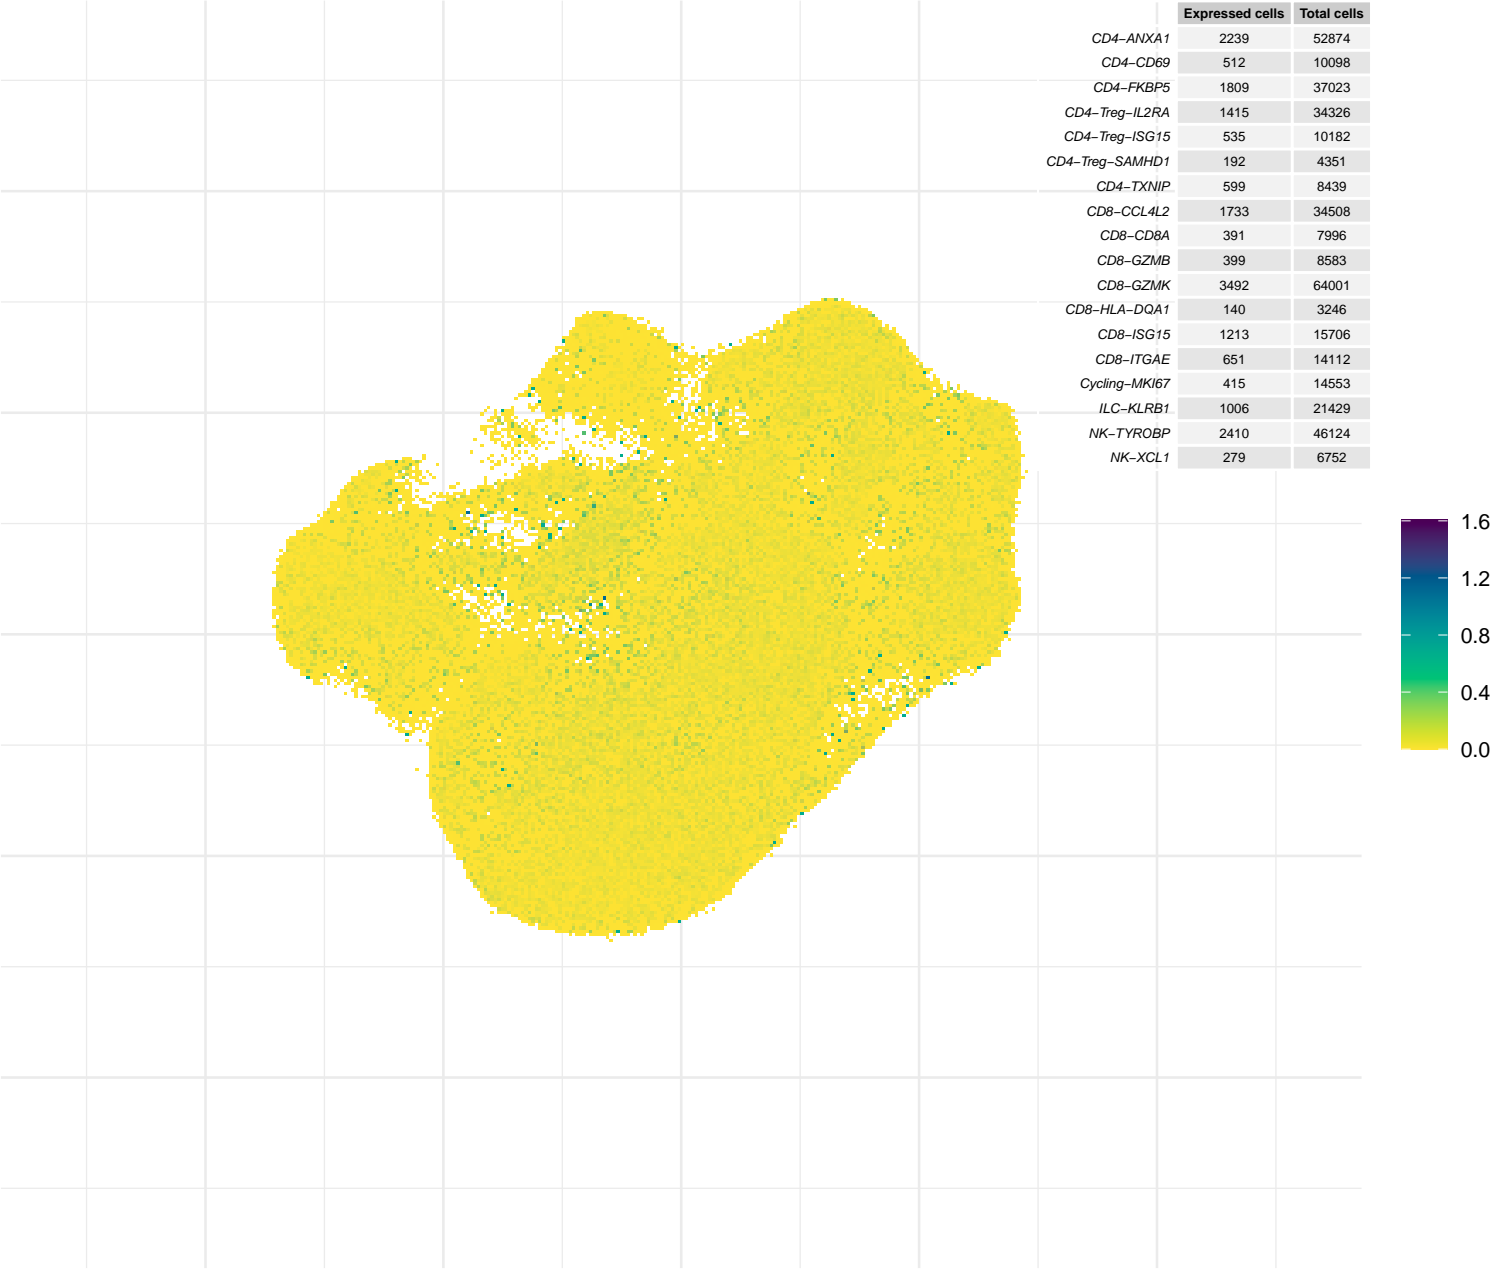 Expressed cells Total cells
CD4−ANXA1 2239 52874
CD4−CD69 512 10098
CD4−FKBP5 1809 37023
CD4−Treg−IL2RA 1415 34326
CD4−Treg−ISG15 535 10182
CD4−Treg−SAMHD1 192 4351
CD4−TXNIP 599 8439
CD8−CCL4L2 1733 34508
CD8−CD8A 391 7996
CD8−GZMB 399 8583
CD8−GZMK 3492 64001
CD8−HLA−DQA1 140 3246
CD8−ISG15 1213 15706
CD8−ITGAE 651 14112
Cycling−MKI67 415 14553
ILC−KLRB1 1006 21429
NK−TYROBP 2410 46124
NK−XCL1 279 6752
1.6
1.2
0.8
0.4
0.0